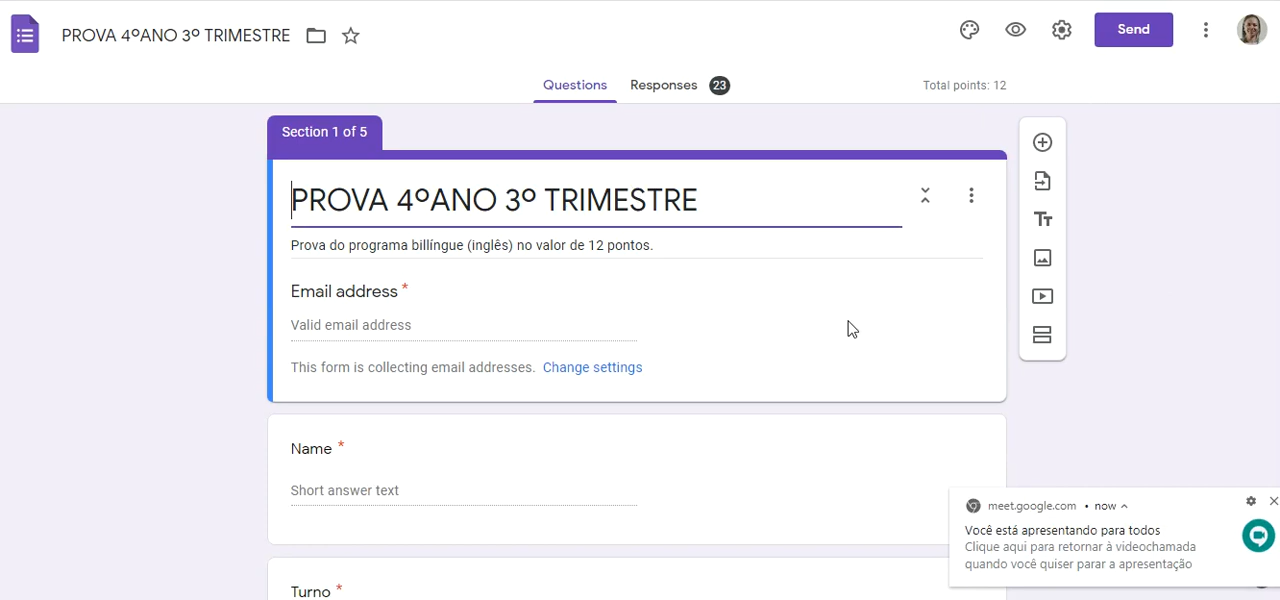 PROVA 4ºANO 3º TRIMESTRE
Send
Questions
Responses 23
Total points: 12
Section 1 of 5
PROVA 4ºANO 3º TRIMESTRE
Prova do programa billíngue (inglês) no valor de 12 pontos.
Email address *
Valid email address
This form is collecting email addresses. Change settings
Name *
Short answer text
Turno *
meet.google.com • now
Você está apresentando para todos
Clique aqui para retornar à videochamada
quando você quiser parar a apresentação